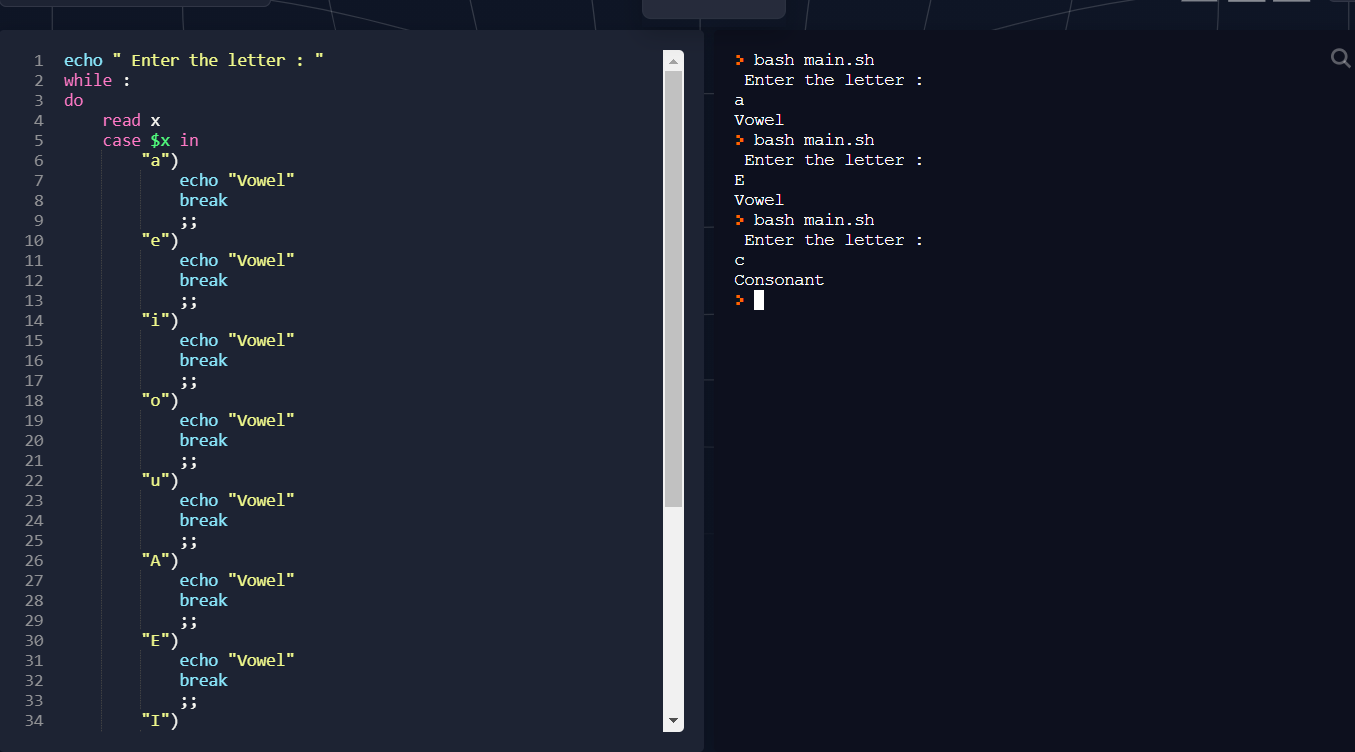 1 echo " Enter the letter : "
2 while :
3 do
4 read x
5 case $x in
6 "a")
7 echo "Vowel"
8 break
9 ;;
10 "e")
11 echo "Vowel"
12 break
13 ;;
14 "i")
15 echo "Vowel"
16 break
17 ;;
18 "o")
19 echo "Vowel"
20 break
21 ;;
22 "u")
23 echo "Vowel"
24 break
25 ;;
26 "A")
27 echo "Vowel"
28 break
29 ;;
30 "E")
31 echo "Vowel"
32 break
33 ;;
34 "I")
> bash main.sh
Enter the letter :
a
Vowel
> bash main.sh
Enter the letter :
E
Vowel
> bash main.sh
Enter the letter :
c
Consonant
>